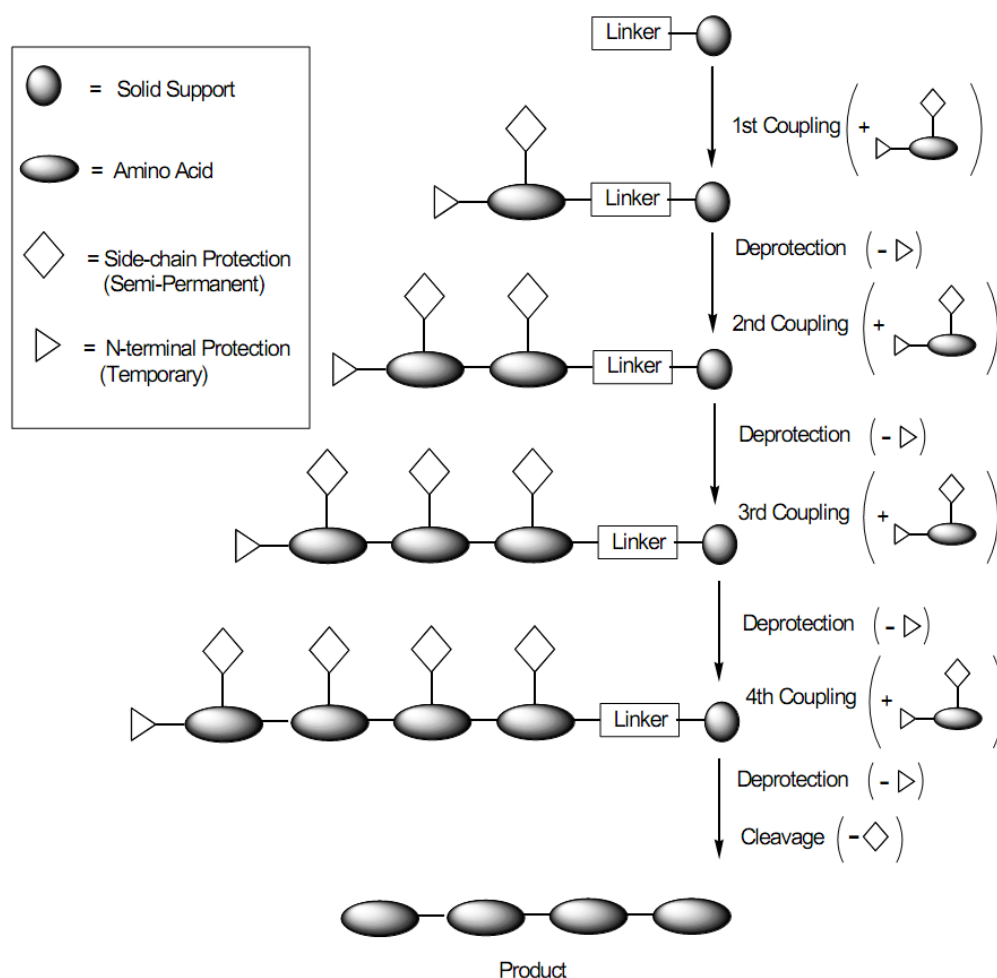 Linker
= Solid Support
= Amino Acid
= Side-chain Protection
(Semi-Permanent)
= N-terminal Protection
(Temporary)
1st Coupling ( + )
Linker
Deprotection ( - )
2nd Coupling ( + )
Linker
Deprotection ( - )
3rd Coupling ( + )
Linker
Deprotection ( - )
4th Coupling ( + )
Linker
Deprotection ( - )
Cleavage ( - )
Product